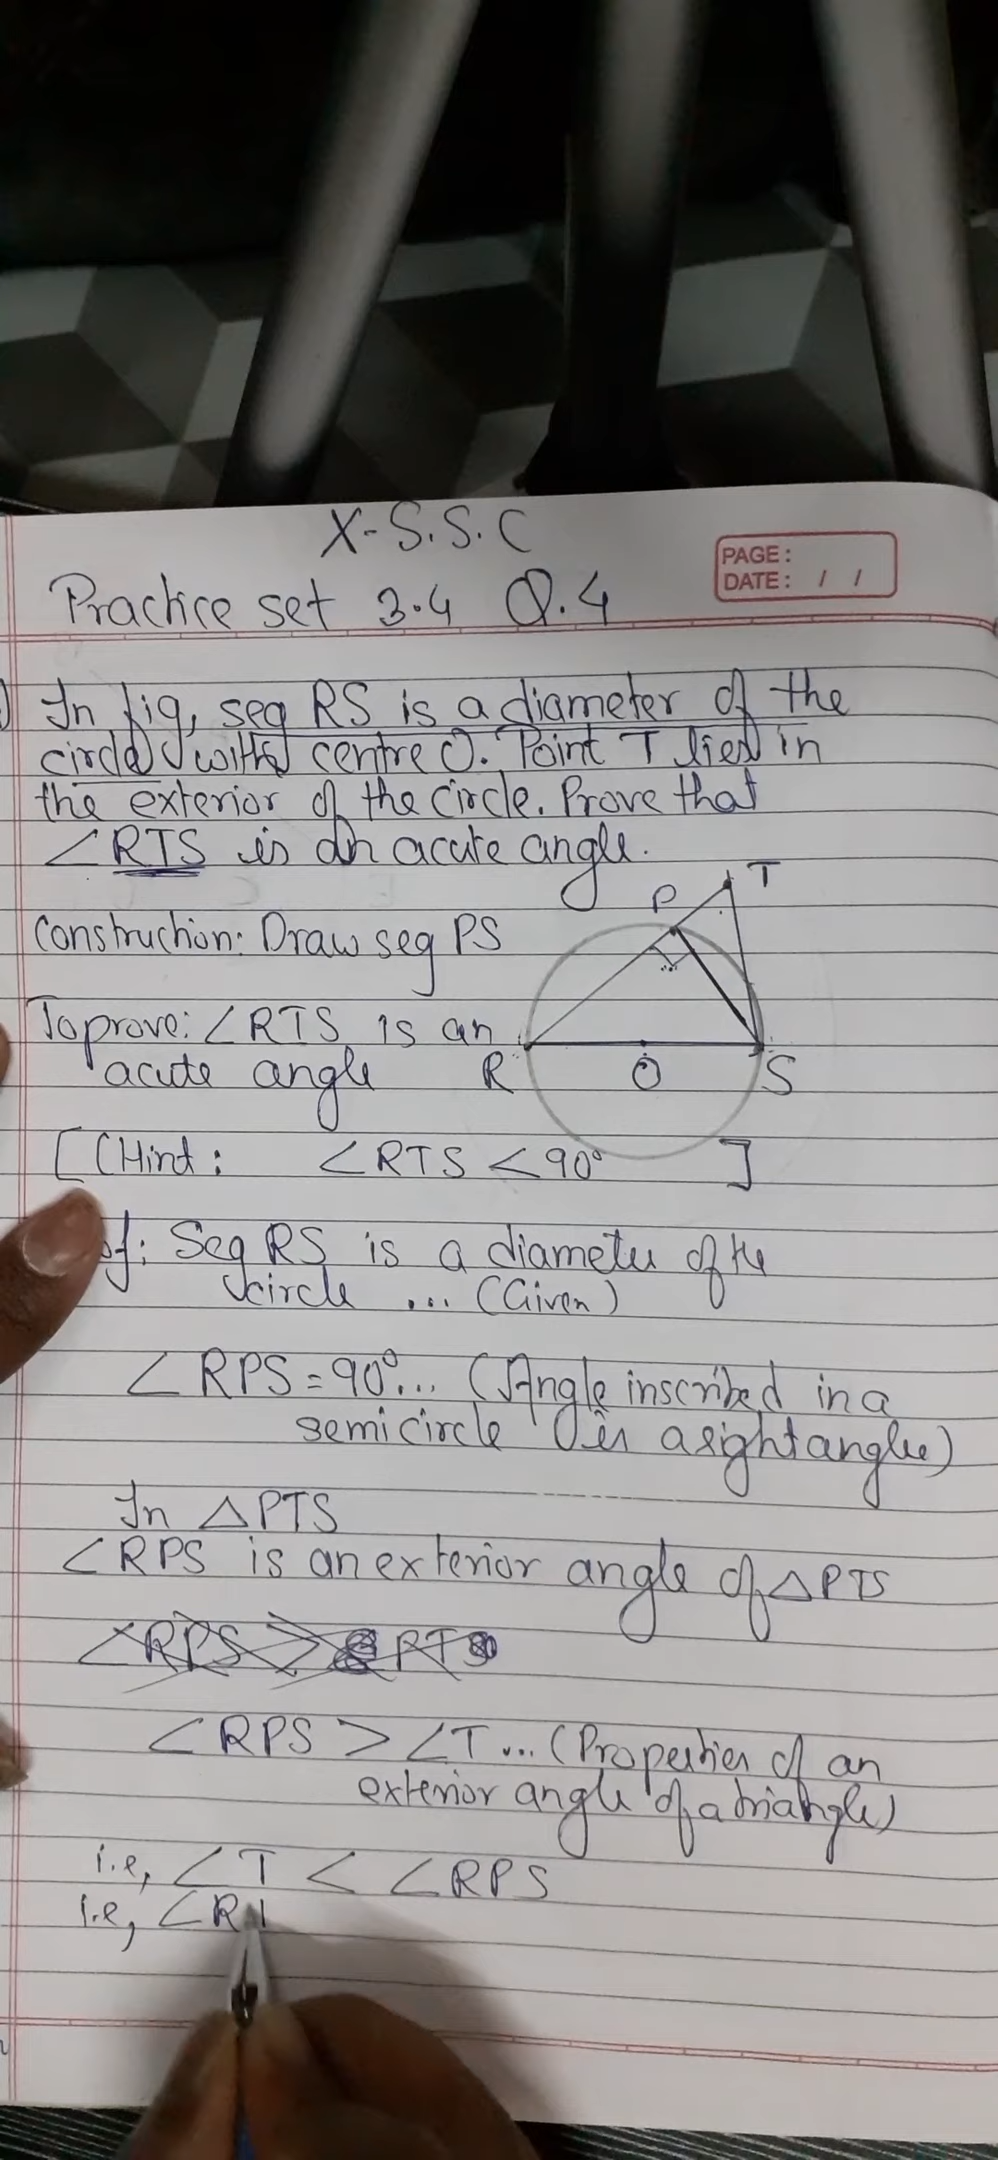 X-S.S.C
PAGE:
DATE: / /
Practice set 3.4 Q.4
In fig, seg RS is a diameter of the
circle with centre O. Point T lies in
the exterior of the circle. Prove that
∠RTS is an acute angle.
T
P
Construction: Draw seg PS
To prove: ∠RTS is an
acute angle
R
O
S
[(Hint: ∠RTS < 90° ]
of: Seg RS is a diameter of the
circle ... (Given)
∠RPS = 90°... (Angle inscribed in a
semicircle is a right angle)
In △PTS
∠RPS is an exterior angle of △PTS
∠RPS > ∠T... (Properties of an
exterior angle of a triangle)
i.e, ∠T < ∠RPS
i.e, ∠RT